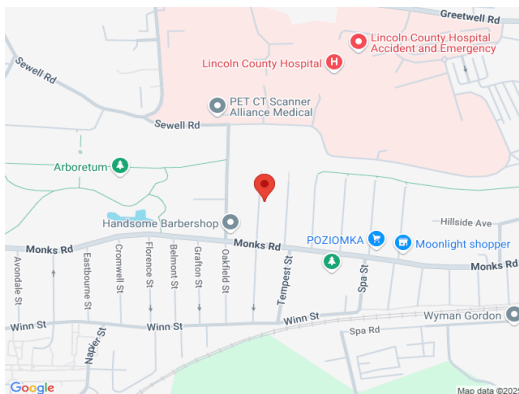 Greetwell Rd
Lincoln County Hospital
Accident and Emergency
Lincoln County Hospital
H
Sewell Rd
PET CT Scanner
Alliance Medical
Sewell Rd
Arboretum
Handsome Barbershop
Hillside Ave
POZIOMKA
Moonlight shopper
Monks Rd
Monks Rd
Monks Rd
Avondale St
Eastbourne St
Cromwell St
Florence St
Belmont St
Grafton St
Oakfield St
Tempest St
Spa St
Winn St
Napier St
Winn St
Winn St
Wyman Gordon
Spa Rd
Google
Map data ©2025